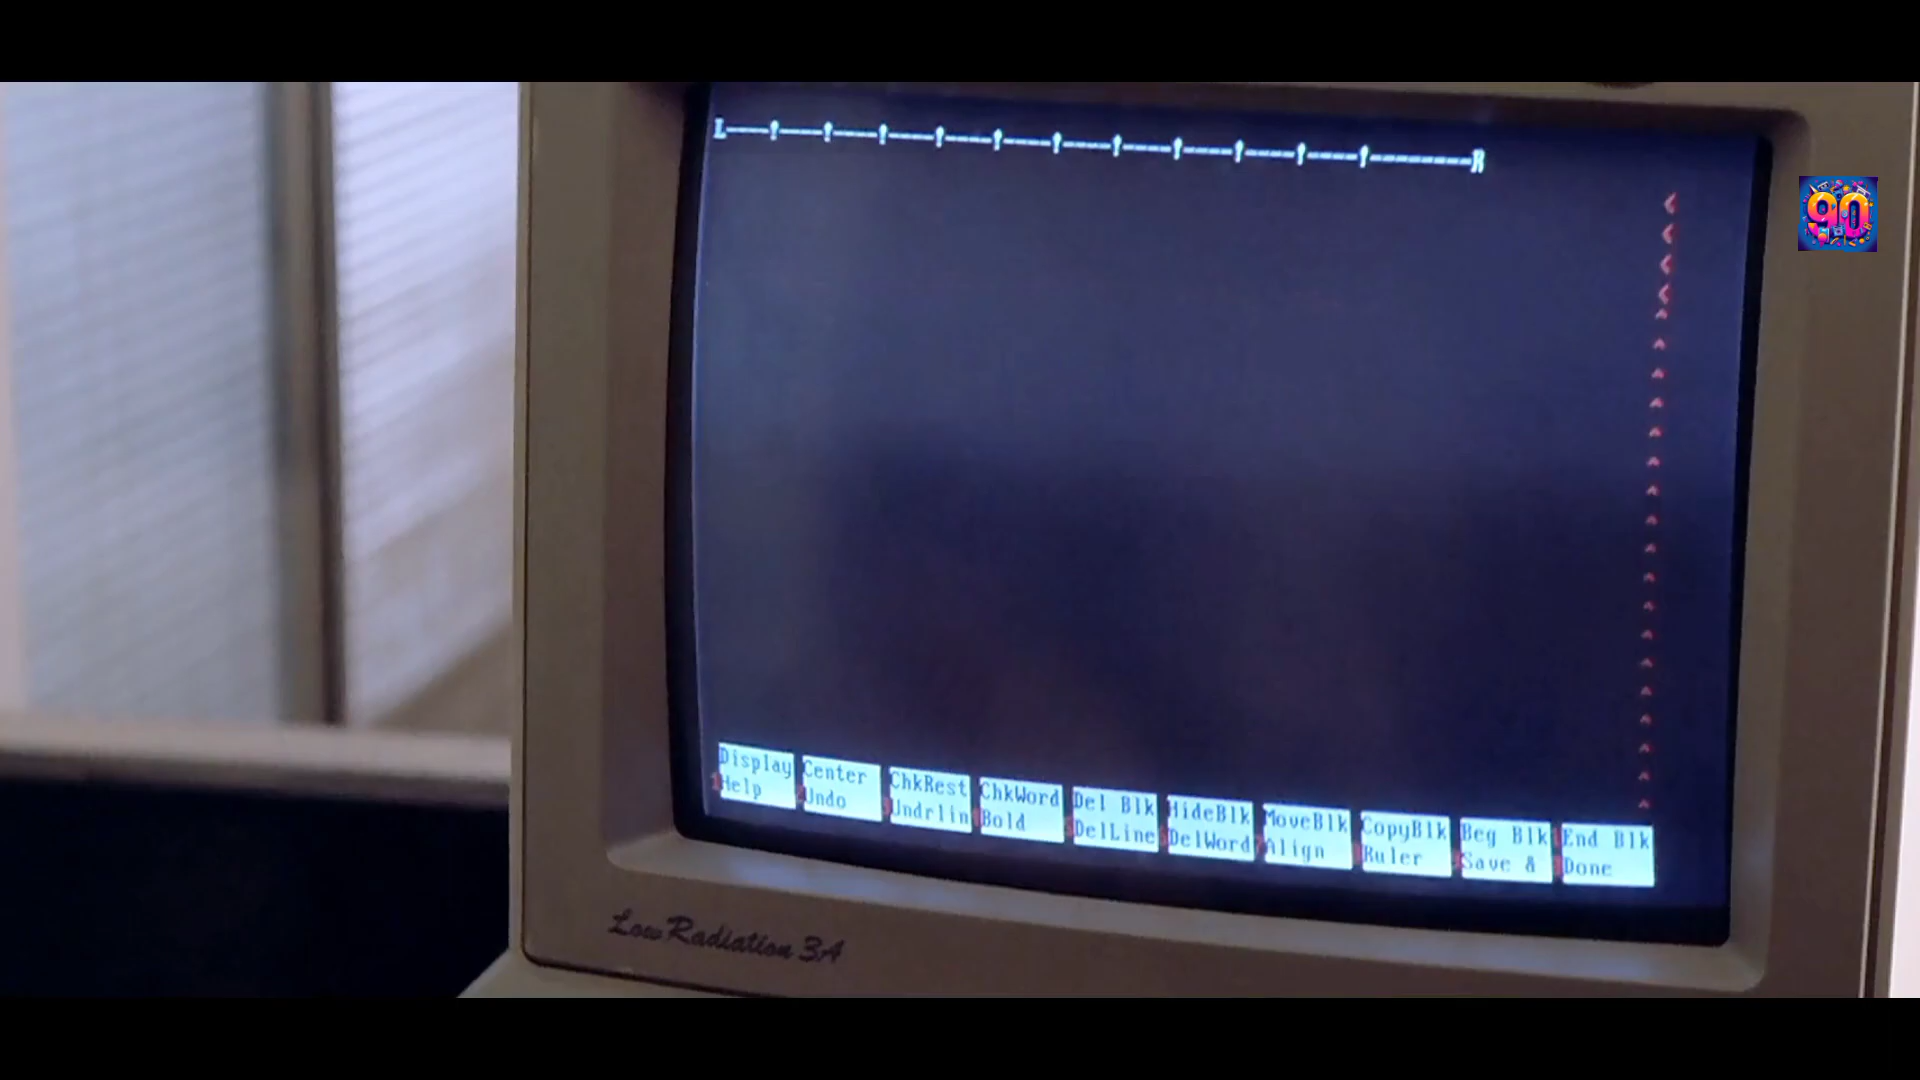 L----!----!----!----!----!----!----!----!----!----!----!--------R
90
Display Center ChkRest ChkWord Del Blk HideBlk MoveBlk CopyBlk Beg Blk End Blk
Help Undo Undrlin Bold DelLine DelWord Align Ruler Save & Done
Low Radiation 3A